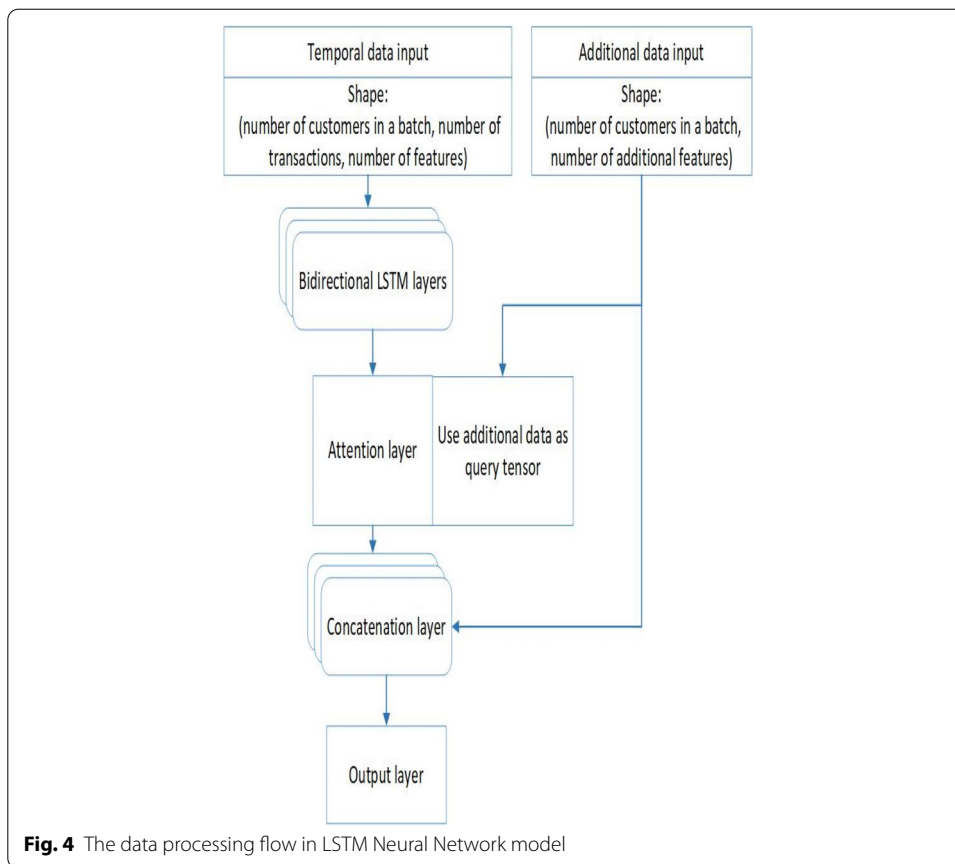 Temporal data input
Shape:
(number of customers in a batch, number of
transactions, number of features)
Additional data input
Shape:
(number of customers in a batch,
number of additional features)
Bidirectional LSTM layers
Attention layer
Use additional data as
query tensor
Concatenation layer
Output layer
Fig. 4 The data processing flow in LSTM Neural Network model